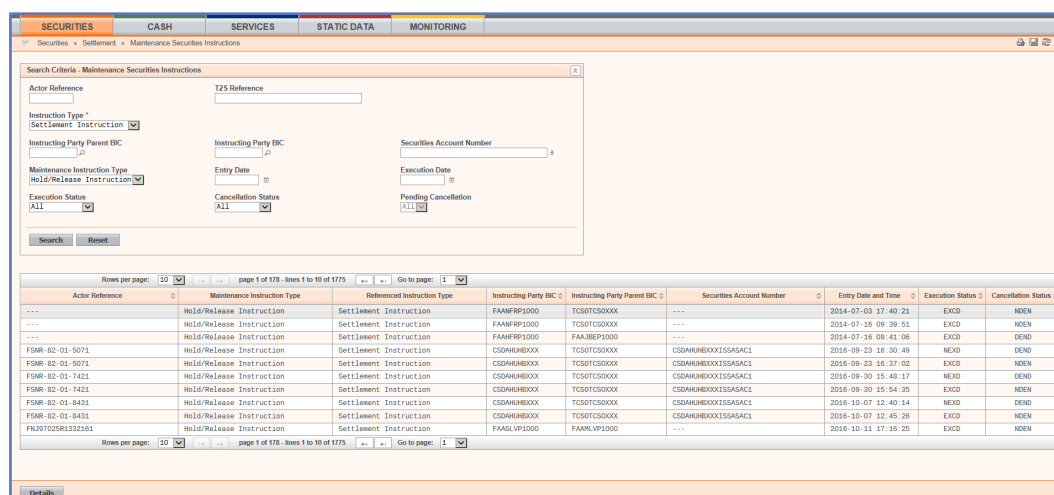 SECURITIES CASH SERVICES STATIC DATA MONITORING
Securities » Settlement » Maintenance Securities Instructions
Search Criteria - Maintenance Securities Instructions
Actor Reference T2S Reference
Instruction Type *
Settlement Instruction
Instructing Party Parent BIC Instructing Party BIC Securities Account Number
Maintenance Instruction Type Entry Date Execution Date
Hold/Release Instruction
Execution Status Cancellation Status Pending Cancellation
All All All
Search Reset
Rows per page: 10 page 1 of 178 - lines 1 to 10 of 1775 Go to page: 1
Actor Reference Maintenance Instruction Type Referenced Instruction Type Instructing Party BIC Instructing Party Parent BIC Securities Account Number Entry Date and Time Execution Status Cancellation Status
--- Hold/Release Instruction Settlement Instruction FAANFRP1000 TCSOTCSOXXX --- 2014-07-03 17:40:21 EXCD NDEN
--- Hold/Release Instruction Settlement Instruction FAANFRP1000 TCSOTCSOXXX --- 2014-07-16 09:39:51 EXCD NDEN
--- Hold/Release Instruction Settlement Instruction FAAHFRP1000 FAAJBEP1000 --- 2014-07-16 09:41:06 EXCD DEND
FSNR-82-01-5071 Hold/Release Instruction Settlement Instruction CSDAHUHBXXX TCSOTCSOXXX CSDAHUHBXXXISSASAC1 2016-09-23 16:30:49 NEXD DEND
FSNR-82-01-5071 Hold/Release Instruction Settlement Instruction CSDAHUHBXXX TCSOTCSOXXX CSDAHUHBXXXISSASAC1 2016-09-23 16:37:02 EXCD NDEN
FSNR-82-01-7421 Hold/Release Instruction Settlement Instruction CSDAHUHBXXX TCSOTCSOXXX CSDAHUHBXXXISSASAC1 2016-09-30 15:48:17 NEXD DEND
FSNR-82-01-7421 Hold/Release Instruction Settlement Instruction CSDAHUHBXXX TCSOTCSOXXX CSDAHUHBXXXISSASAC1 2016-09-30 15:54:35 EXCD NDEN
FSNR-82-01-8431 Hold/Release Instruction Settlement Instruction CSDAHUHBXXX TCSOTCSOXXX CSDAHUHBXXXISSASAC1 2016-10-07 12:40:14 NEXD DEND
FSNR-82-01-8431 Hold/Release Instruction Settlement Instruction CSDAHUHBXXX TCSOTCSOXXX CSDAHUHBXXXISSASAC1 2016-10-07 12:45:26 EXCD NDEN
FNJ97025R1332161 Hold/Release Instruction Settlement Instruction FAAGLVP1000 FAAMLVP1000 --- 2016-10-11 17:16:25 EXCD NDEN
Rows per page: 10 page 1 of 178 - lines 1 to 10 of 1775 Go to page: 1
Details